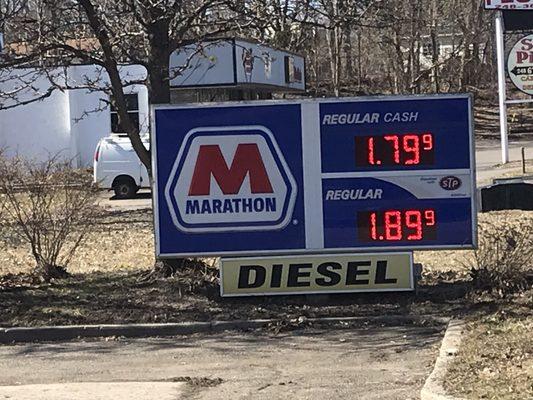 REGULAR CASH
1.79 9
M
MARATHON
REGULAR
STP
1.89 9
DIESEL